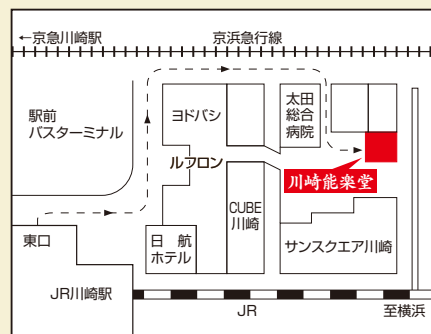 ←京急川崎駅
京浜急行線
駅前
バスターミナル
ヨドバシ
太田
総合
病院
ルフロン
川崎能楽堂
CUBE
川崎
東口
日航
ホテル
サンスクエア川崎
JR川崎駅
JR
至横浜